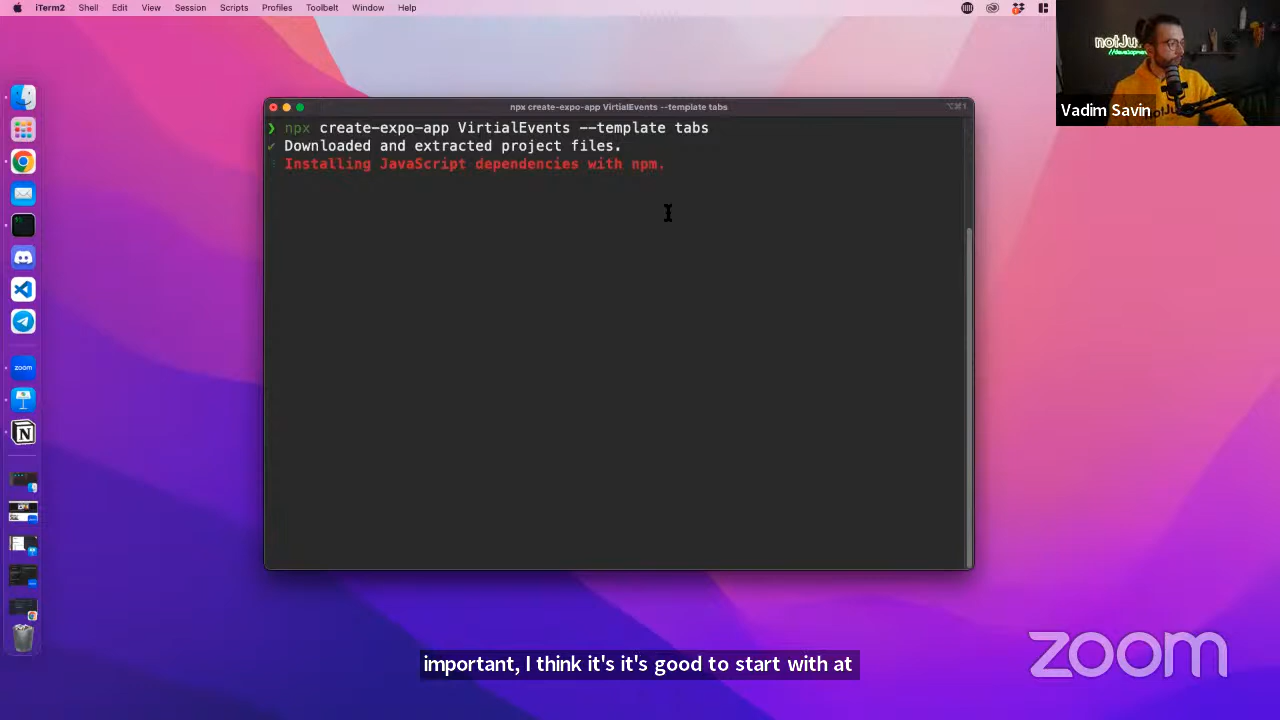 iTerm2 Shell Edit View Session Scripts Profiles Toolbelt Window Help
Vadim Savin
npx create-expo-app VirtialEvents --template tabs
⌥⌘1
❯ npx create-expo-app VirtialEvents --template tabs
✔ Downloaded and extracted project files.
Installing JavaScript dependencies with npm.
zoom
important, I think it's it's good to start with at
zoom